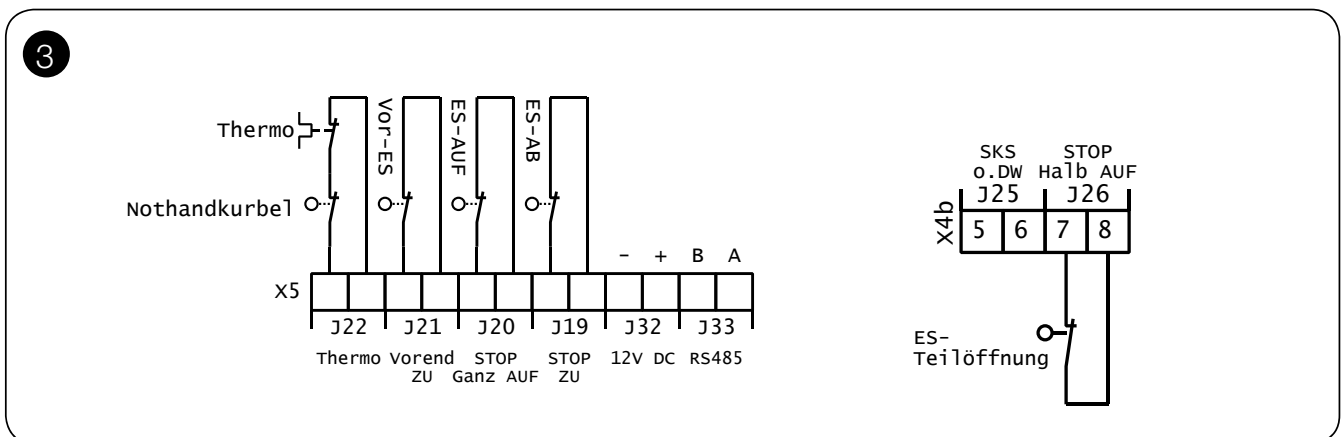 3
Thermo
Vor-ES
ES-AUF
ES-AB
Nothandkurbel
- + B A
X5
J22 J21 J20 J19 J32 J33
Thermo Vorend STOP STOP 12V DC RS485
ZU Ganz AUF ZU
SKS STOP
o.DW Halb AUF
J25 J26
X4b
5 6 7 8
ES-
Teilöffnung